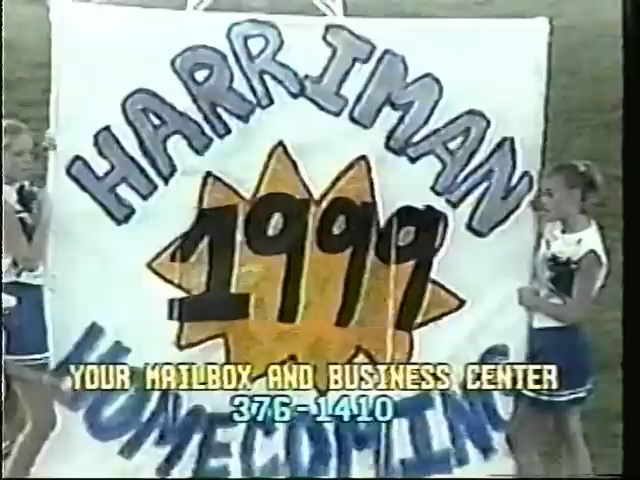 HARRIMAN
1999
YOUR MAILBOX AND BUSINESS CENTER
376-1410
HOMECOMING